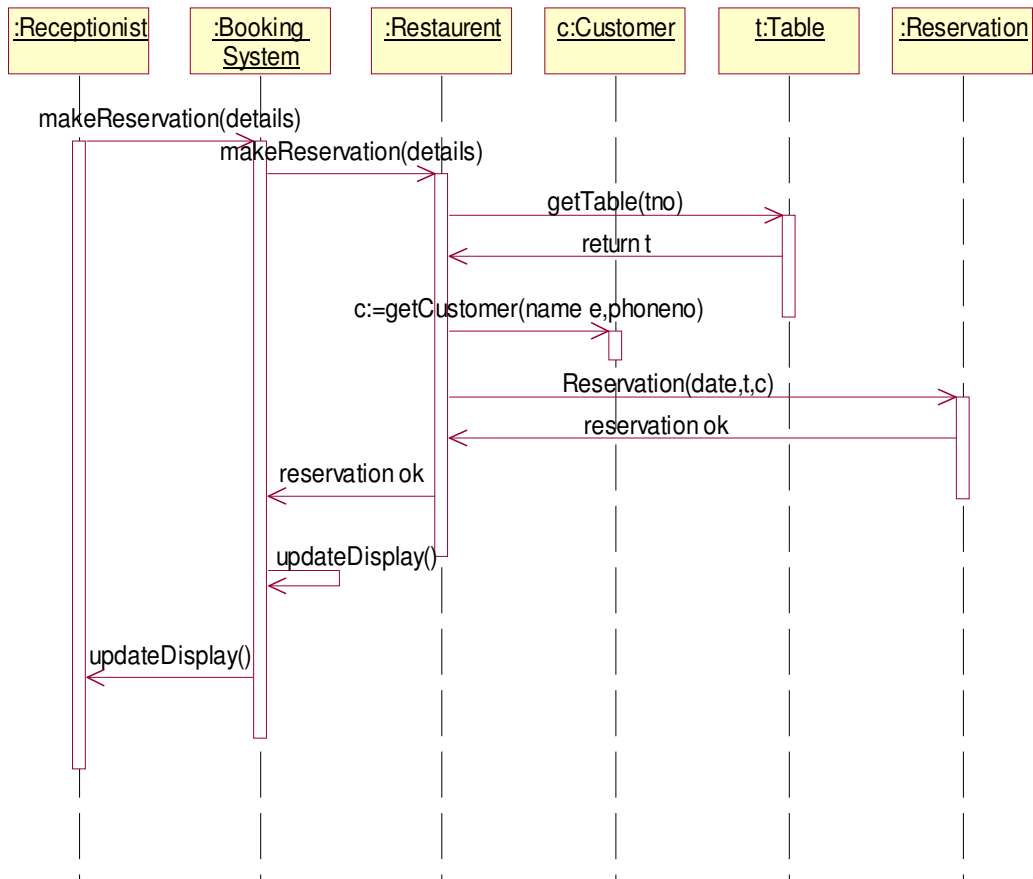 :Receptionist
:Booking
System
:Restaurent
c:Customer
t:Table
:Reservation
makeReservation(details)
makeReservation(details)
getTable(tno)
return t
c:=getCustomer(name e,phoneno)
Reservation(date,t,c)
reservation ok
reservation ok
updateDisplay()
updateDisplay()